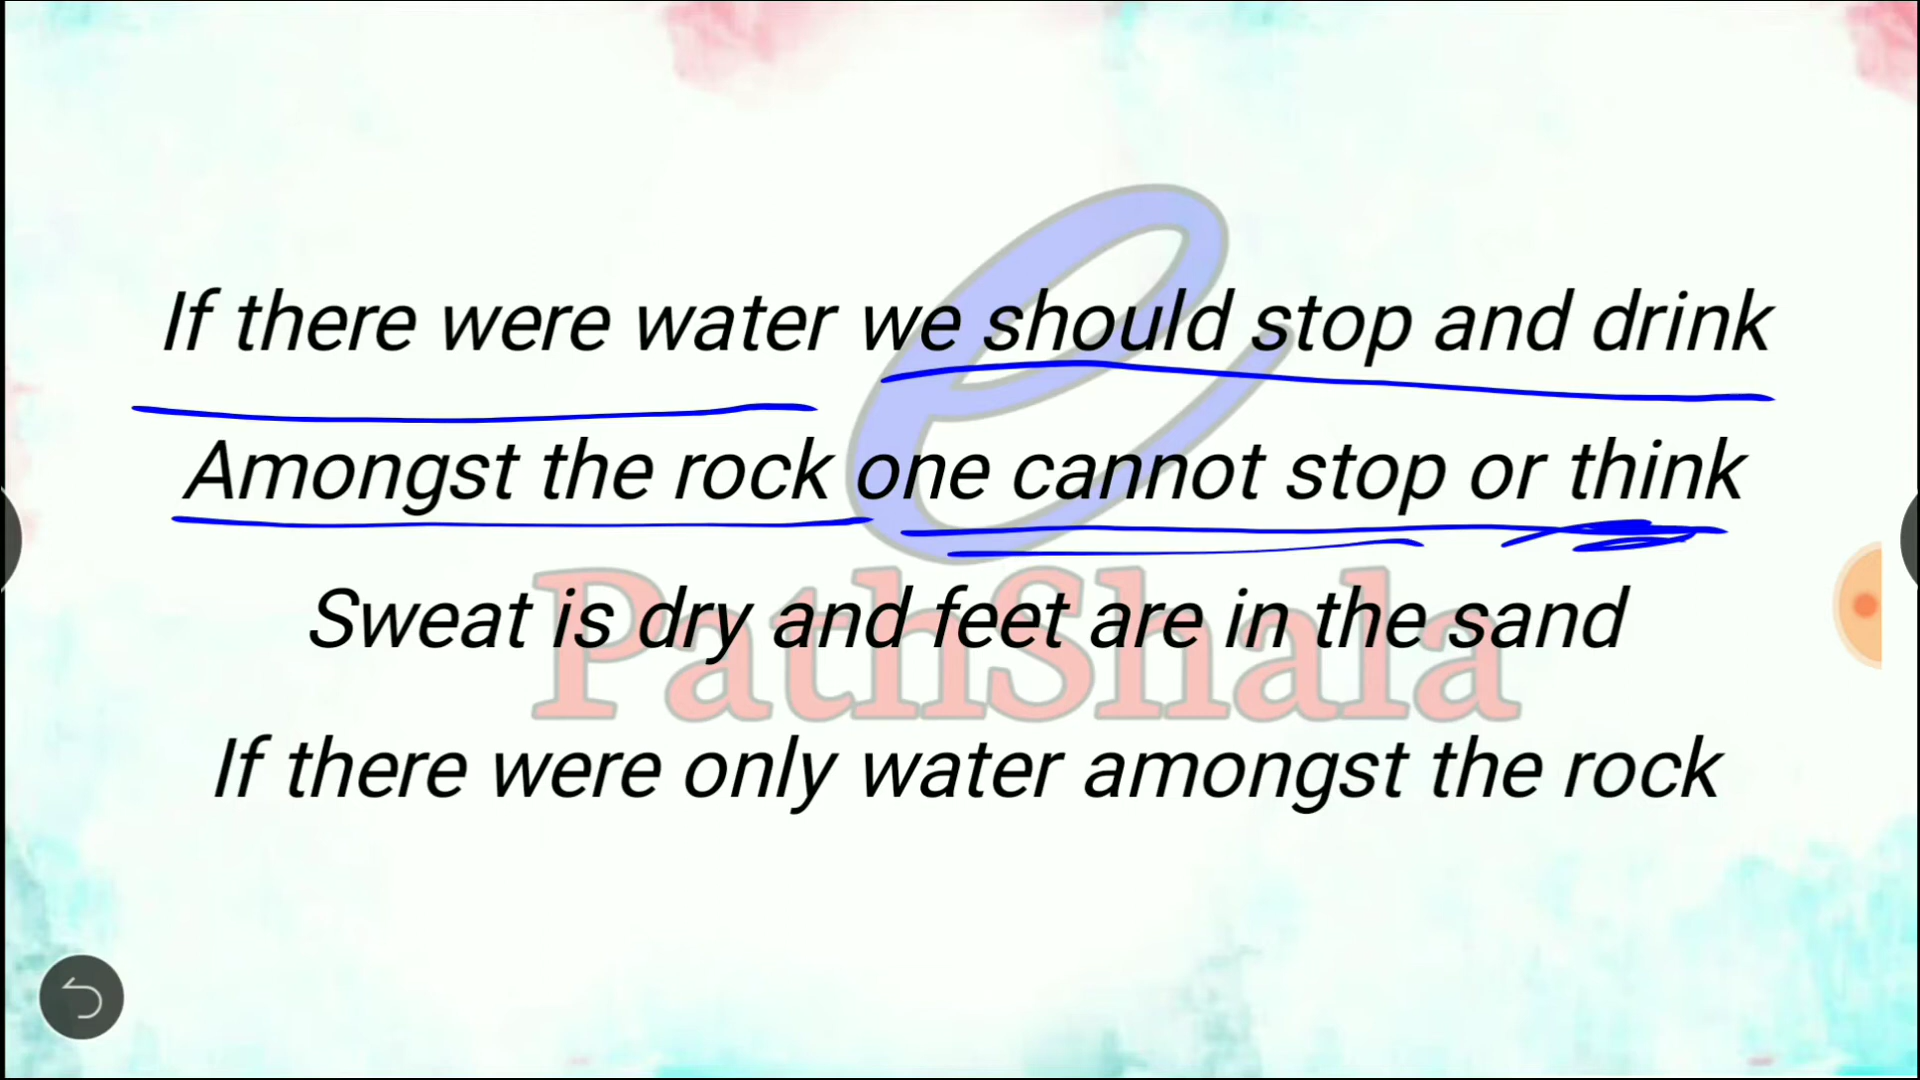 If there were water we should stop and drink
Amongst the rock one cannot stop or think
Sweat is dry and feet are in the sand
If there were only water amongst the rock
e
PathShala